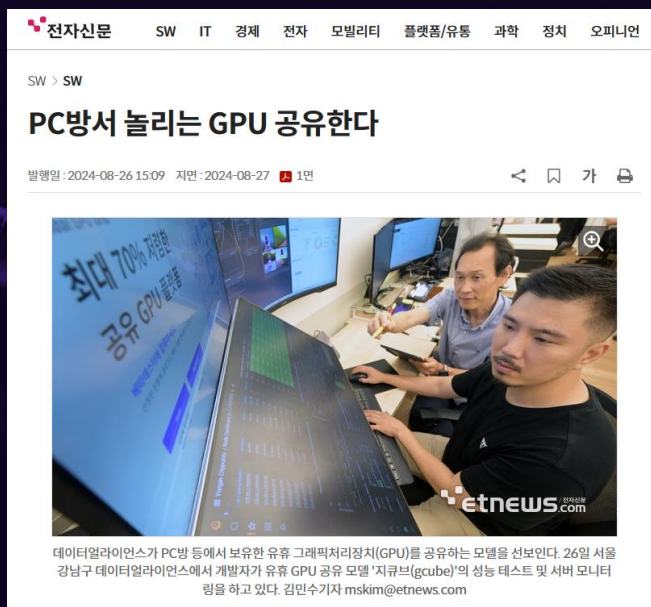 전자신문
SW IT 경제 전자 모빌리티 플랫폼/유통 과학 정치 오피니언
SW > SW
PC방서 놀리는 GPU 공유한다
발행일 : 2024-08-26 15:09 지면 : 2024-08-27 1면
가
최대 70% 저렴한
공유 GPU 플랫폼
etnews.com
전자신문
데이터얼라이언스가 PC방 등에서 보유한 유휴 그래픽처리장치(GPU)를 공유하는 모델을 선보인다. 26일 서울
강남구 데이터얼라이언스에서 개발자가 유휴 GPU 공유 모델 '지큐브(gcube)'의 성능 테스트 및 서버 모니터
링을 하고 있다. 김민수기자 mskim@etnews.com